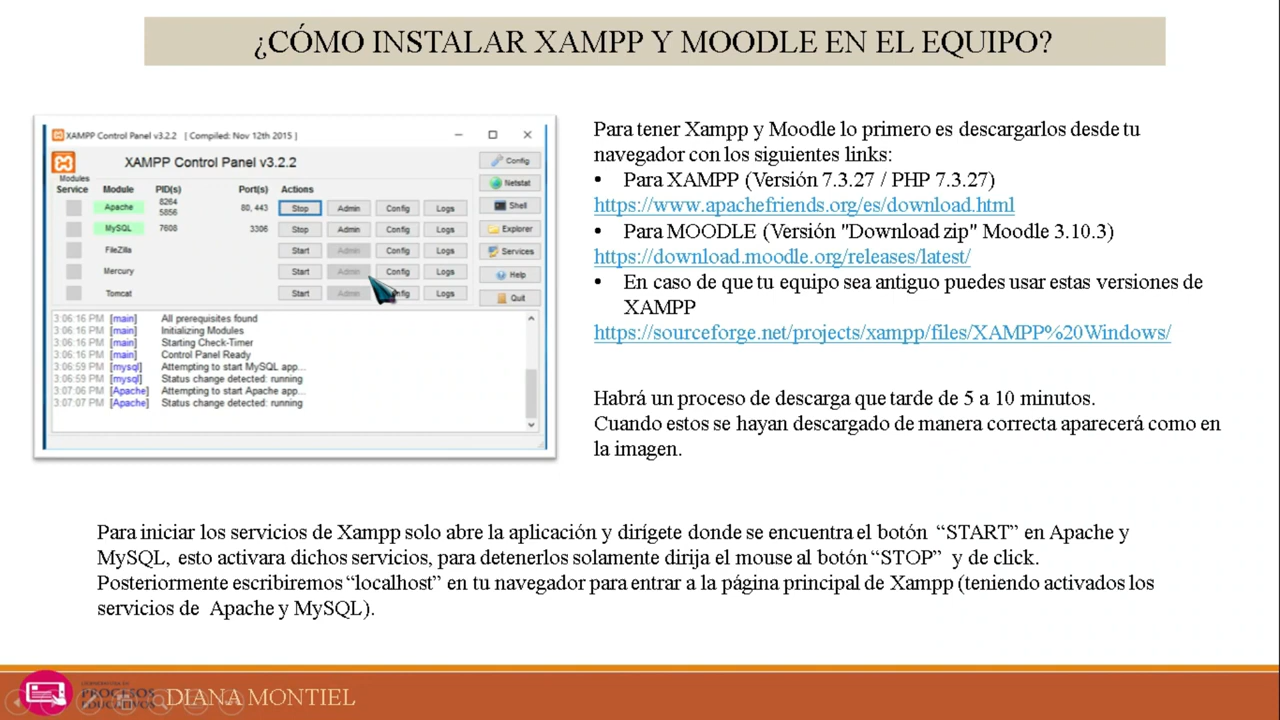 ¿CÓMO INSTALAR XAMPP Y MOODLE EN EL EQUIPO?
XAMPP Control Panel v3.2.2 [ Compiled: Nov 12th 2015 ]
XAMPP Control Panel v3.2.2
Config
Netstat
Shell
Explorer
Services
Help
Quit
Modules
Service Module PID(s) Port(s) Actions
Apache 8264 5856 80, 443 Stop Admin Config Logs
MySQL 7608 3306 Stop Admin Config Logs
FileZilla Start Admin Config Logs
Mercury Start Admin Config Logs
Tomcat Start Admin Logs
3:06:16 PM [main] All prerequisites found
3:06:16 PM [main] Initializing Modules
3:06:16 PM [main] Starting Check-Timer
3:06:16 PM [main] Control Panel Ready
3:06:59 PM [mysql] Attempting to start MySQL app...
3:06:59 PM [mysql] Status change detected: running
3:07:06 PM [Apache] Attempting to start Apache app...
3:07:07 PM [Apache] Status change detected: running
Para tener Xampp y Moodle lo primero es descargarlos desde tu
navegador con los siguientes links:
• Para XAMPP (Versión 7.3.27 / PHP 7.3.27)
https://www.apachefriends.org/es/download.html
• Para MOODLE (Versión "Download zip" Moodle 3.10.3)
https://download.moodle.org/releases/latest/
• En caso de que tu equipo sea antiguo puedes usar estas versiones de
XAMPP
https://sourceforge.net/projects/xampp/files/XAMPP%20Windows/
Habrá un proceso de descarga que tarde de 5 a 10 minutos.
Cuando estos se hayan descargado de manera correcta aparecerá como en
la imagen.
Para iniciar los servicios de Xampp solo abre la aplicación y dirígete donde se encuentra el botón “START” en Apache y
MySQL, esto activara dichos servicios, para detenerlos solamente dirija el mouse al botón “STOP” y de click.
Posteriormente escribiremos “localhost” en tu navegador para entrar a la página principal de Xampp (teniendo activados los
servicios de Apache y MySQL).
PROCESOS
EDUCATIVOS
DIANA MONTIEL